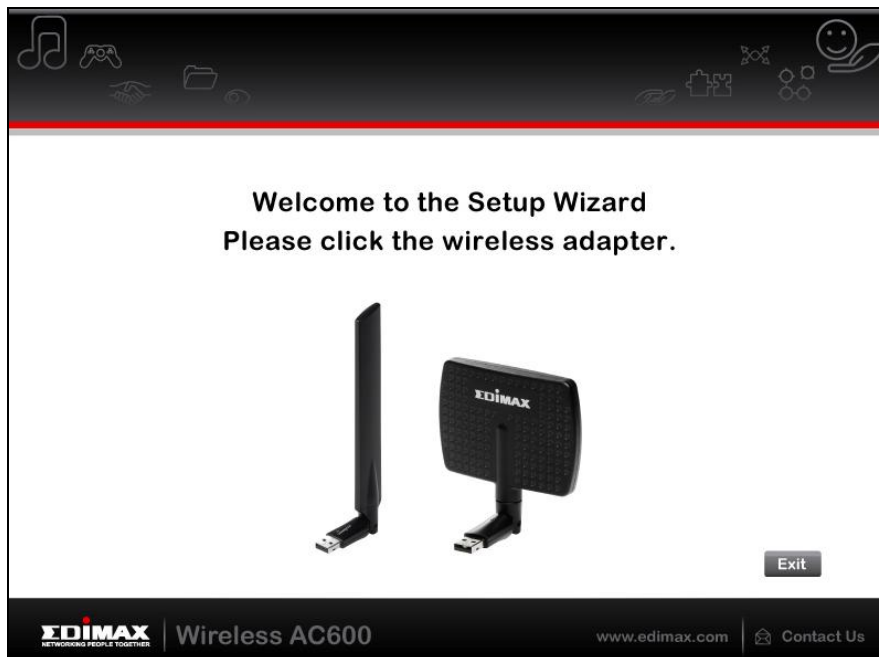 Welcome to the Setup Wizard
Please click the wireless adapter.
EDIMAX
Exit
EDIMAX
NETWORKING PEOPLE TOGETHER
Wireless AC600
www.edimax.com
Contact Us